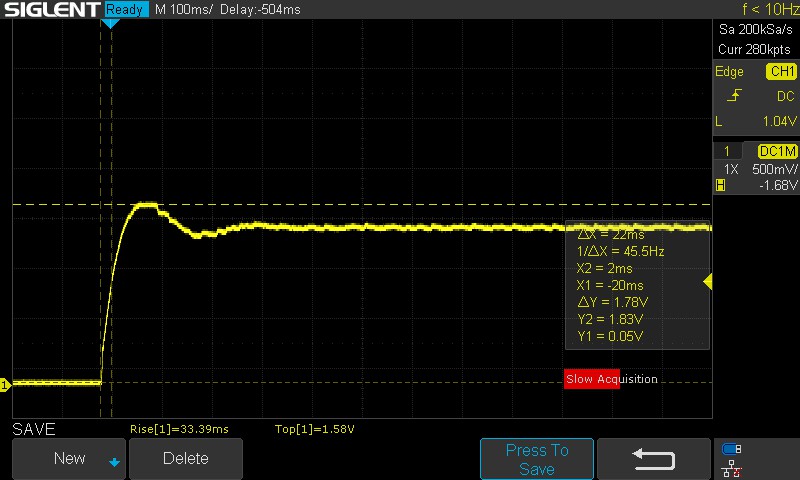 SIGLENT Ready M 100ms/ Delay:-504ms f < 10Hz
Sa 200kSa/s
Curr 280kpts
Edge CH1
DC
L 1.04V
1 DC1M
1X 500mV/
-1.68V
ΔX = 22ms
1/ΔX = 45.5Hz
X2 = 2ms
X1 = -20ms
ΔY = 1.78V
Y2 = 1.83V
Y1 = 0.05V
1
Slow Acquisition
SAVE Rise[1]=33.39ms Top[1]=1.58V
New Delete Press To
Save